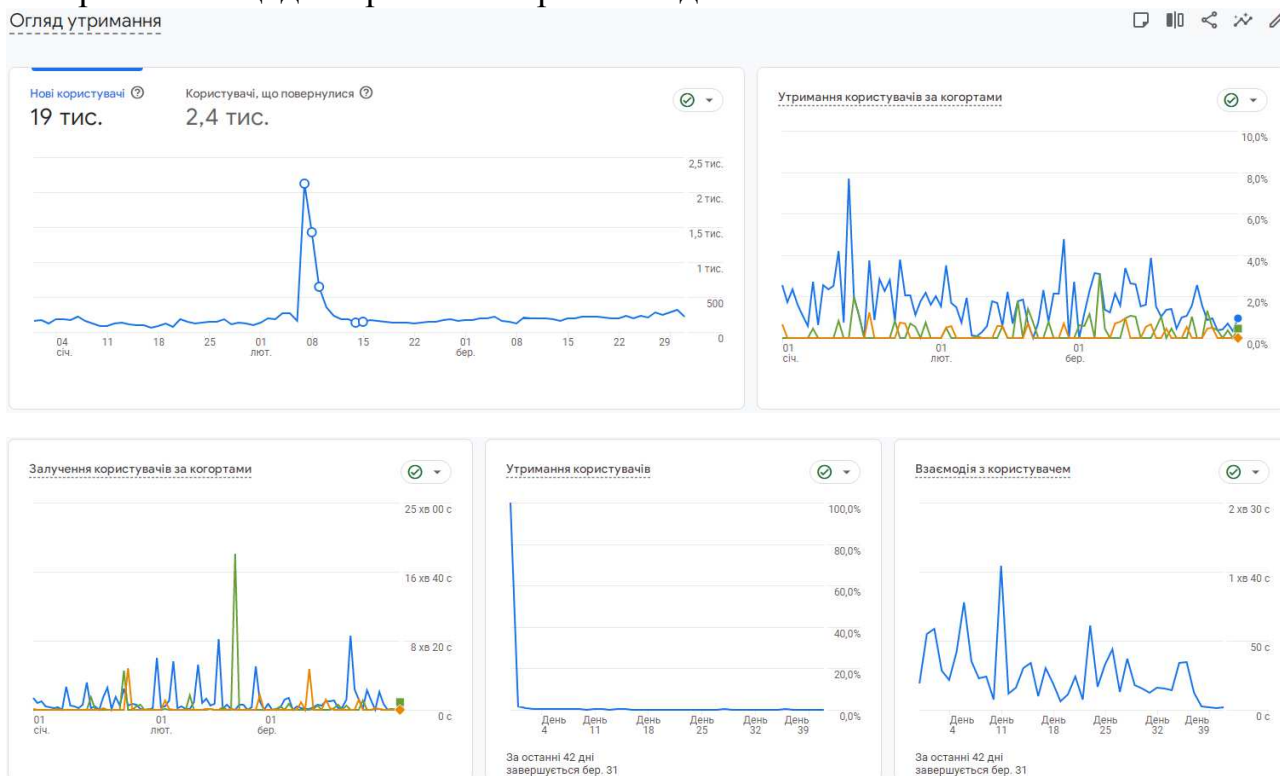 Огляд утримання
Нові користувачі
19 тис.
Користувачі, що повернулися
2,4 тис.
2,5 тис.
2 тис.
1,5 тис.
1 тис.
500
0
04 січ.
11
18
25
01 лют.
08
15
22
01 бер.
08
15
22
29
Утримання користувачів за когортами
10,0%
8,0%
6,0%
4,0%
2,0%
0,0%
01 січ.
01 лют.
01 бер.
Залучення користувачів за когортами
25 хв 00 с
16 хв 40 с
8 хв 20 с
0 с
01 січ.
01 лют.
01 бер.
Утримання користувачів
100,0%
80,0%
60,0%
40,0%
20,0%
0,0%
День 4
День 11
День 18
День 25
День 32
День 39
За останні 42 дні
завершується бер. 31
Взаємодія з користувачем
2 хв 30 с
1 хв 40 с
50 с
0 с
День 4
День 11
День 18
День 25
День 32
День 39
За останні 42 дні
завершується бер. 31